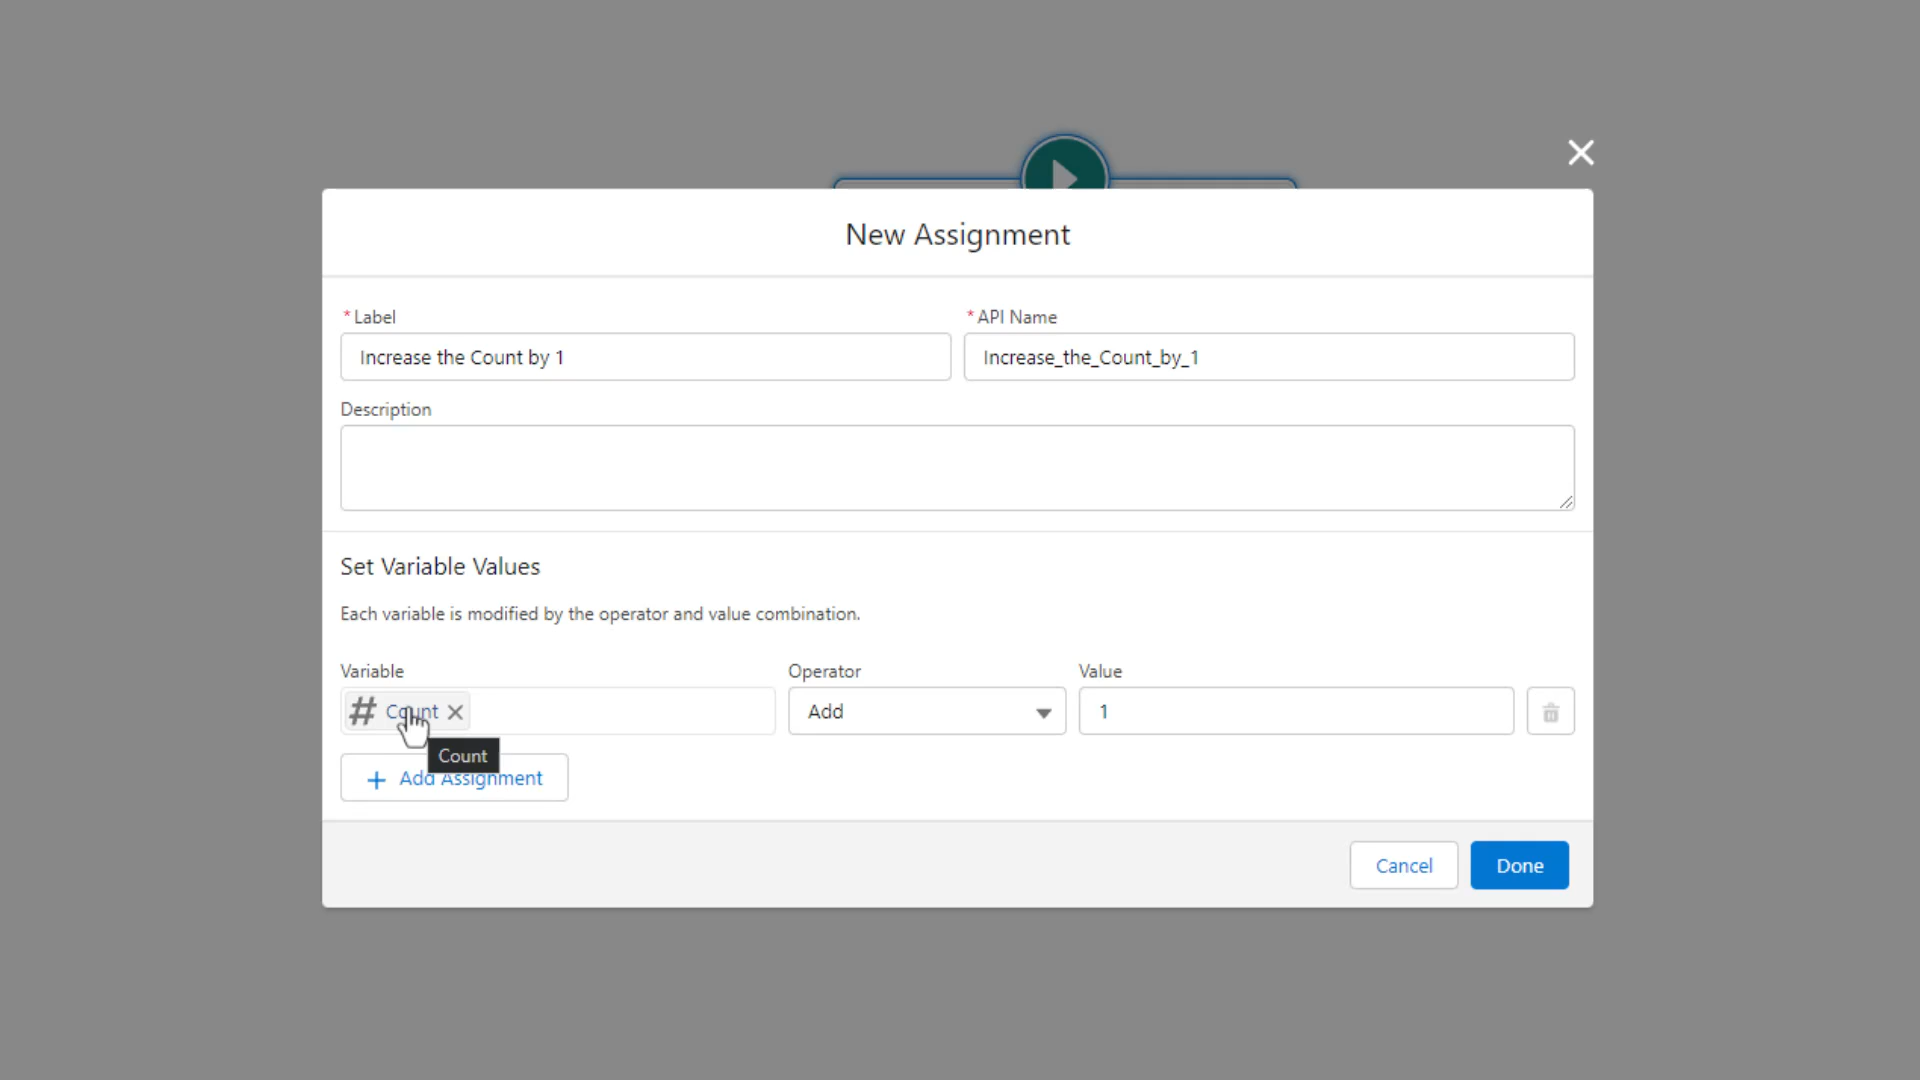 New Assignment
* Label
* API Name
Increase the Count by 1
Increase_the_Count_by_1
Description
Set Variable Values
Each variable is modified by the operator and value combination.
Variable
Operator
Value
Count
Add
1
Count
Add Assignment
Cancel
Done